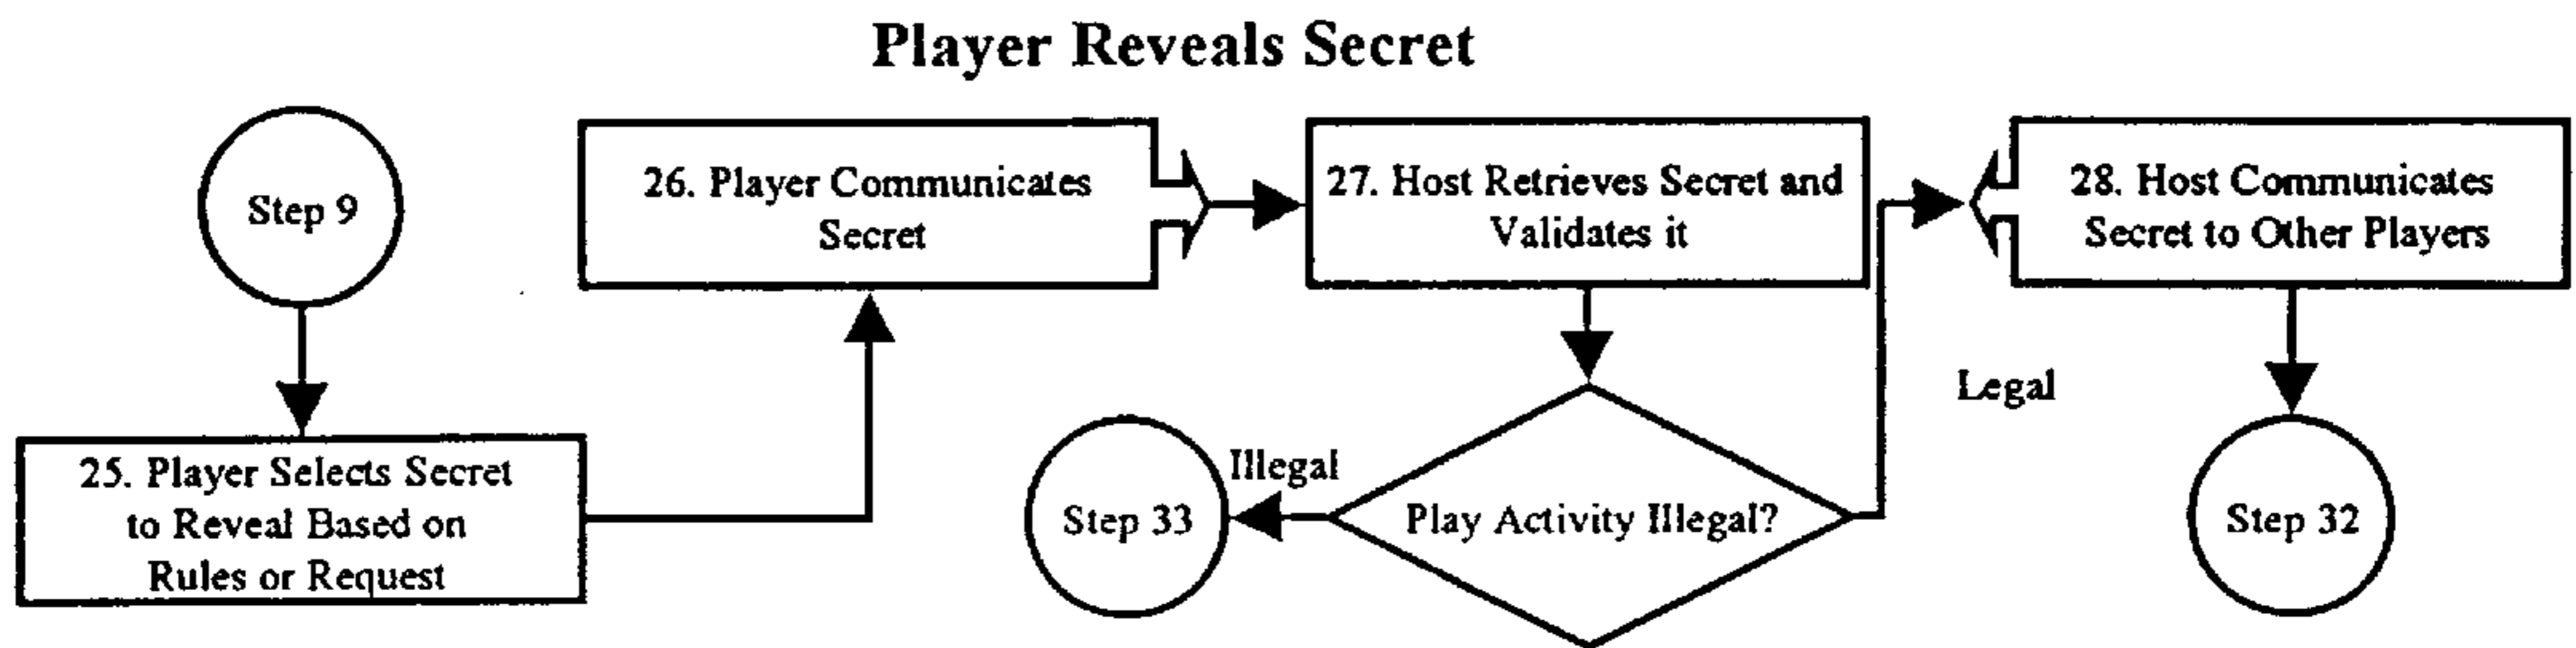 Player Reveals Secret
Step 9
25. Player Selects Secret
to Reveal Based on
Rules or Request
26. Player Communicates
Secret
27. Host Retrieves Secret and
Validates it
Play Activity Illegal?
Illegal
Step 33
Legal
28. Host Communicates
Secret to Other Players
Step 32